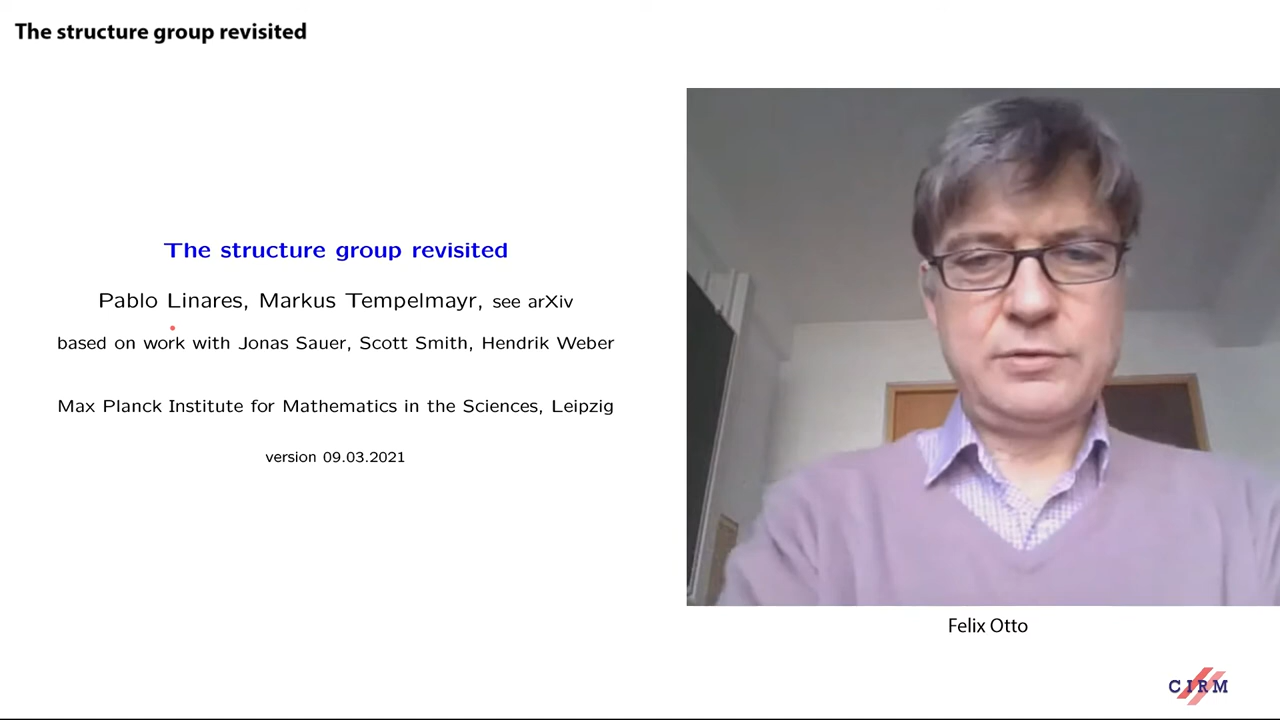 The structure group revisited
The structure group revisited
Pablo Linares, Markus Tempelmayr, see arXiv
based on work with Jonas Sauer, Scott Smith, Hendrik Weber
Max Planck Institute for Mathematics in the Sciences, Leipzig
version 09.03.2021
Felix Otto
CIRM